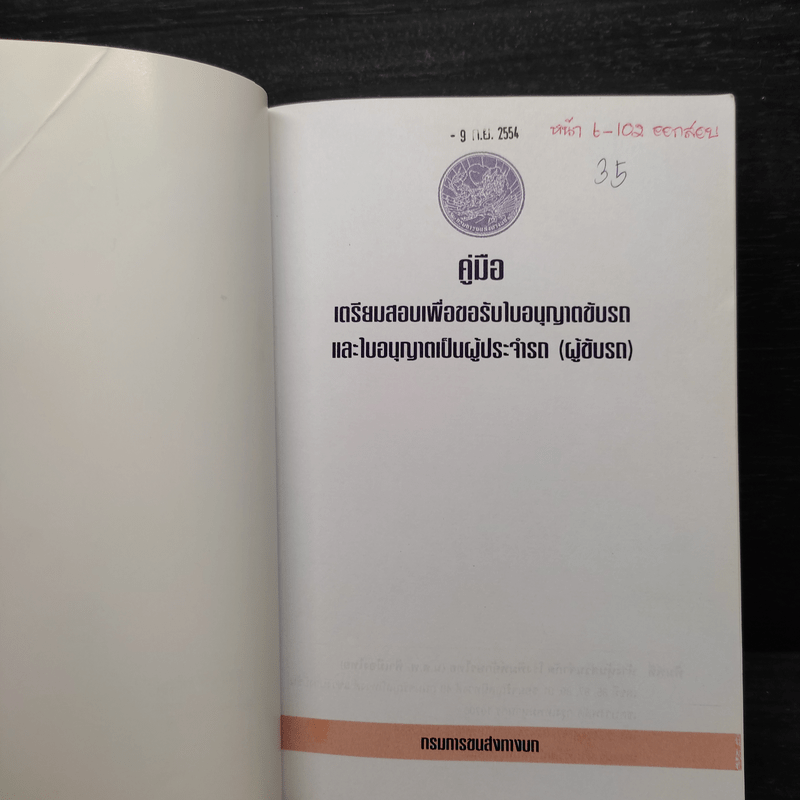 - 9 ก.ย. 2554
หน้า 6-102 ออกสอบ
35
คู่มือ
เตรียมสอบเพื่อขอรับใบอนุญาตขับรถ
และใบอนุญาตเป็นผู้ประจำรถ (ผู้ขับรถ)
กรมการขนส่งทางบก